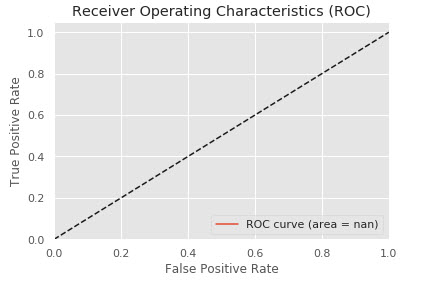 Receiver Operating Characteristics (ROC)
1.0
0.8
0.6
0.4
0.2
0.0
True Positive Rate
ROC curve (area = nan)
0.0 0.2 0.4 0.6 0.8 1.0
False Positive Rate